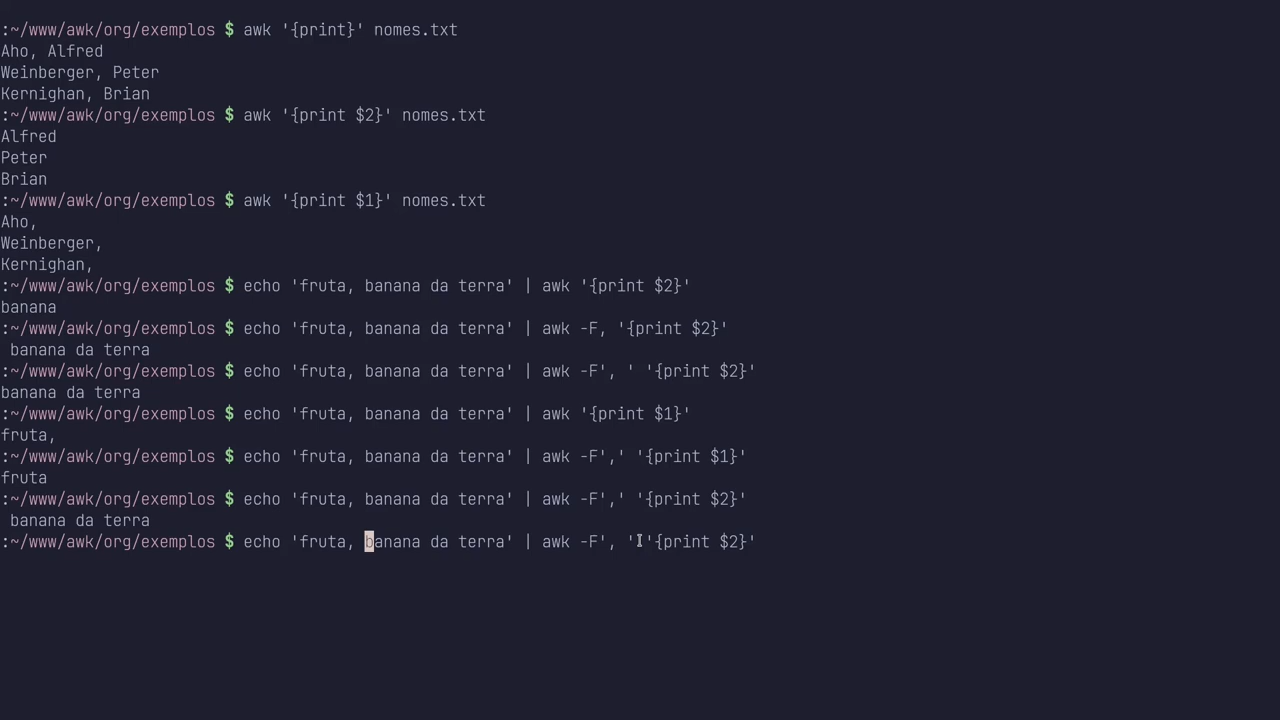 :~/www/awk/org/exemplos $ awk '{print}' nomes.txt
Aho, Alfred
Weinberger, Peter
Kernighan, Brian
:~/www/awk/org/exemplos $ awk '{print $2}' nomes.txt
Alfred
Peter
Brian
:~/www/awk/org/exemplos $ awk '{print $1}' nomes.txt
Aho,
Weinberger,
Kernighan,
:~/www/awk/org/exemplos $ echo 'fruta, banana da terra' | awk '{print $2}'
banana
:~/www/awk/org/exemplos $ echo 'fruta, banana da terra' | awk -F, '{print $2}'
 banana da terra
:~/www/awk/org/exemplos $ echo 'fruta, banana da terra' | awk -F', ' '{print $2}'
banana da terra
:~/www/awk/org/exemplos $ echo 'fruta, banana da terra' | awk '{print $1}'
fruta,
:~/www/awk/org/exemplos $ echo 'fruta, banana da terra' | awk -F',' '{print $1}'
fruta
:~/www/awk/org/exemplos $ echo 'fruta, banana da terra' | awk -F',' '{print $2}'
 banana da terra
:~/www/awk/org/exemplos $ echo 'fruta, banana da terra' | awk -F', ' '{print $2}'